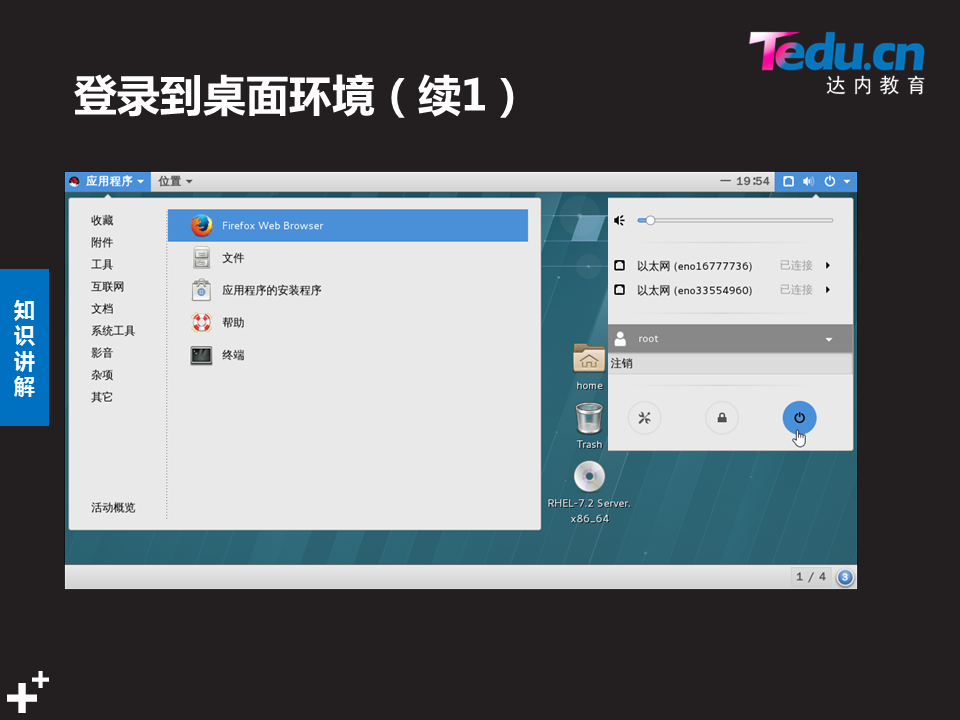 Tedu.cn
达内教育
登录到桌面环境（续1）
知识讲解
应用程序 位置 一 19:54
收藏
附件
工具
互联网
文档
系统工具
影音
杂项
其它
活动概览
Firefox Web Browser
文件
应用程序的安装程序
帮助
终端
home
Trash
RHEL-7.2 Server.
x86_64
以太网 (eno16777736) 已连接
以太网 (eno33554960) 已连接
root
注销
1 / 4 3